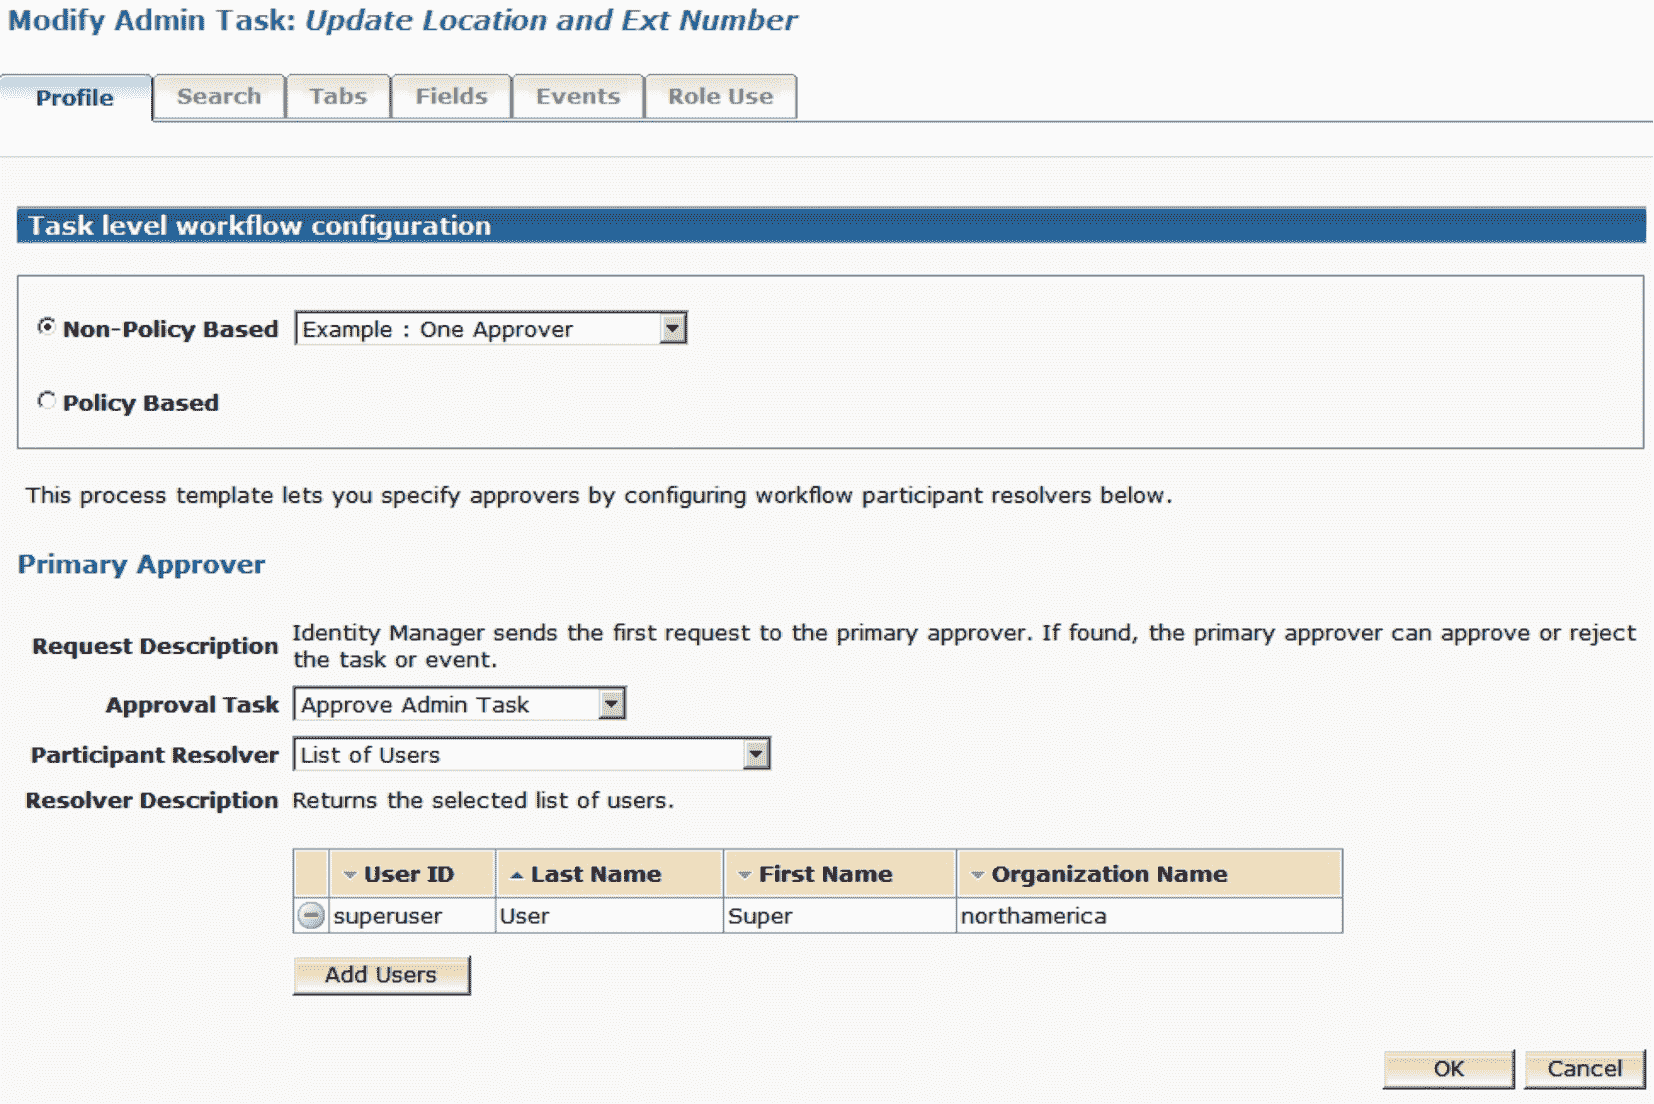 Modify Admin Task: Update Location and Ext Number
Profile Search Tabs Fields Events Role Use
Task level workflow configuration
Non-Policy Based Example : One Approver
Policy Based
This process template lets you specify approvers by configuring workflow participant resolvers below.
Primary Approver
Request Description Identity Manager sends the first request to the primary approver. If found, the primary approver can approve or reject
the task or event.
Approval Task Approve Admin Task
Participant Resolver List of Users
Resolver Description Returns the selected list of users.
User ID Last Name First Name Organization Name
superuser User Super northamerica
Add Users
OK Cancel